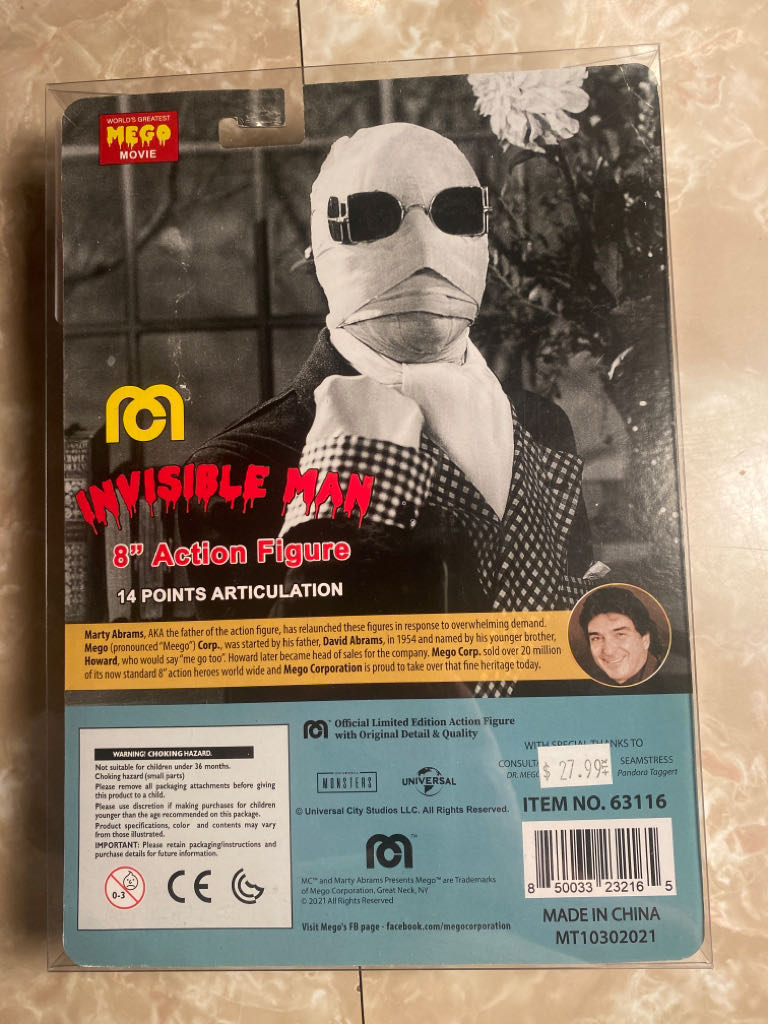 WORLD'S GREATEST
MEGO
MOVIE
INVISIBLE MAN
8" Action Figure
14 POINTS ARTICULATION
Marty Abrams, AKA the father of the action figure, has relaunched these figures in response to overwhelming demand.
Mego (pronounced "Meego") Corp., was started by his father, David Abrams, in 1954 and named by his younger brother,
Howard, who would say "me go too". Howard later became head of sales for the company. Mego Corp. sold over 20 million
of its now standard 8" action heroes world wide and Mego Corporation is proud to take over that fine heritage today.
WARNING! CHOKING HAZARD.
Not suitable for children under 36 months.
Choking hazard (small parts)
Please remove all packaging attachments before giving
this product to a child.
Please use discretion if making purchases for children
younger than the age recommended on this package.
Product specifications, color and contents may vary
from those illustrated.
IMPORTANT: Please retain packaging/instructions and
purchase details for future information.
0-3
CE
Official Limited Edition Action Figure
with Original Detail & Quality
MONSTERS
UNIVERSAL
© Universal City Studios LLC. All Rights Reserved.
™
MC™ and Marty Abrams Presents Mego™ are Trademarks
of Mego Corporation, Great Neck, NY
© 2021 All Rights Reserved
Visit Mego's FB page - facebook.com/megocorporation
WITH SPECIAL THANKS TO
SEAMSTRESS
DR. MEGO
Pandora Taggert
$ 27.99
ITEM NO. 63116
8 50033 23216 5
MADE IN CHINA
MT10302021